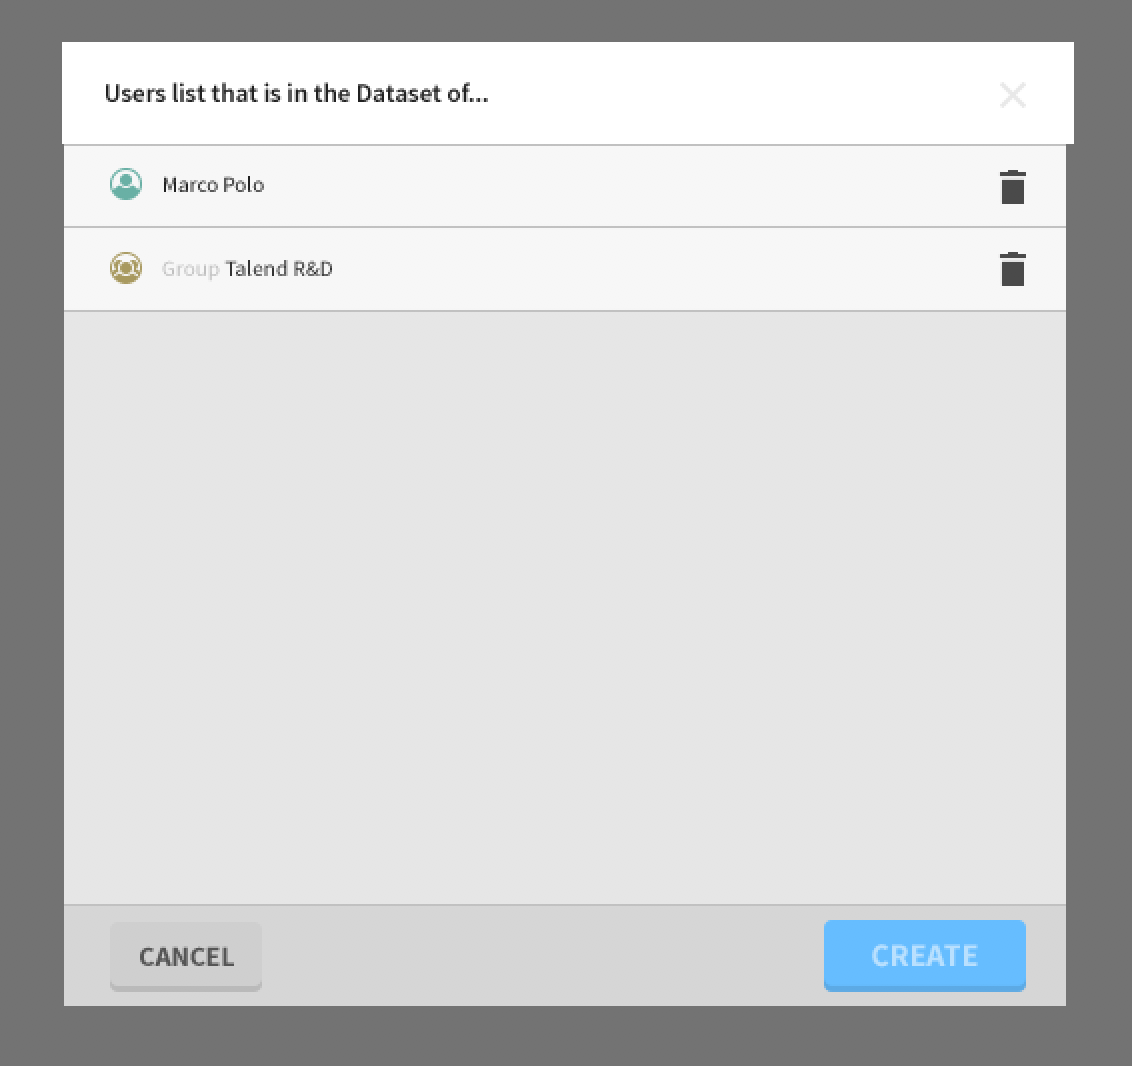 Users list that is in the Dataset of...
Marco Polo
Group Talend R&D
CANCEL
CREATE